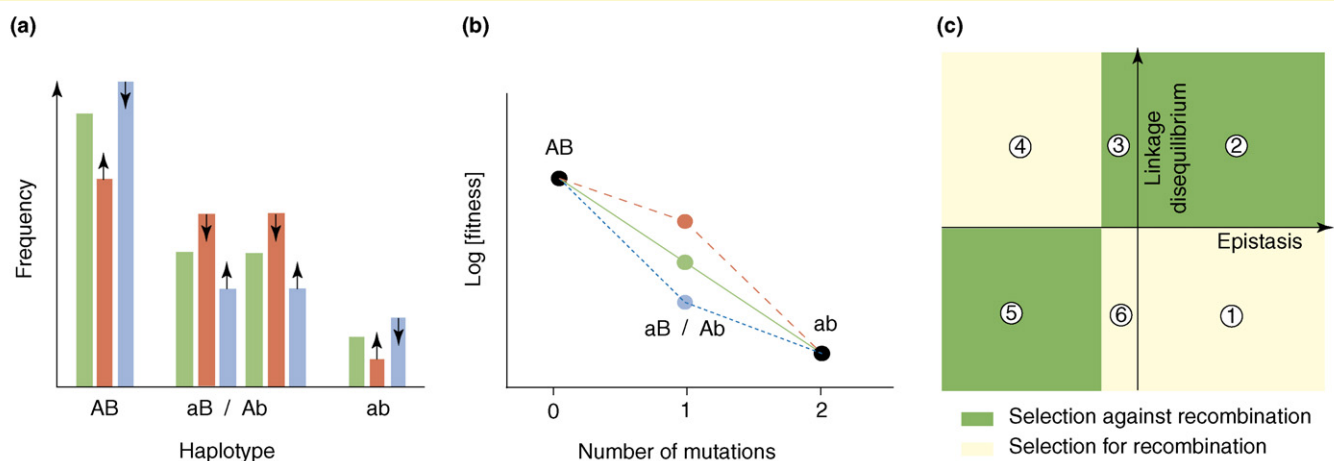 (a)
Frequency
AB
aB / Ab
ab
Haplotype
(b)
Log [fitness]
AB
aB / Ab
ab
0
1
2
Number of mutations
(c)
Linkage
disequilibrium
Epistasis
④ ③ ②
⑤ ⑥ ①
Selection against recombination
Selection for recombination